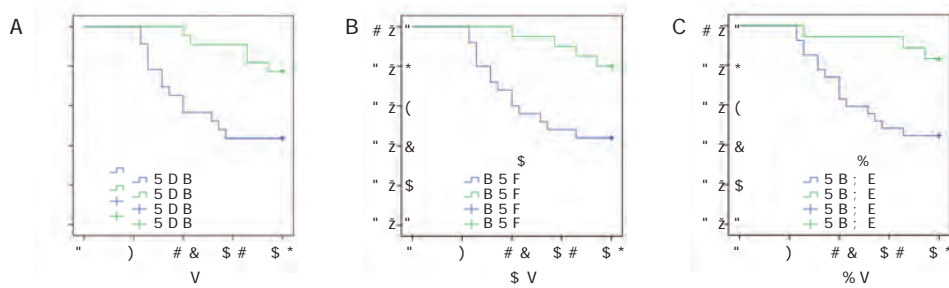 A B C
# ž "
" ž *
" ž (
" ž &
" ž $
" ž "
5 D B
5 D B
5 D B
5 D B
" ) # & $ # $ *
V
# ž "
" ž *
" ž (
" ž &
" ž $
" ž "
$
B 5 F
B 5 F
B 5 F
B 5 F
" ) # & $ # $ *
$ V
%
5 B ; E
5 B ; E
5 B ; E
5 B ; E
" ) # & $ # $ *
% V